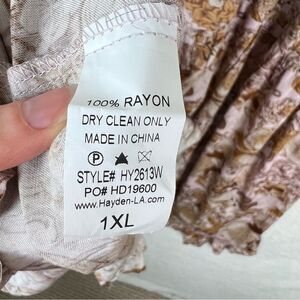 100% RAYON
DRY CLEAN ONLY
MADE IN CHINA
P
STYLE# HY2613W
PO# HD19600
www.Hayden-LA.com
1XL